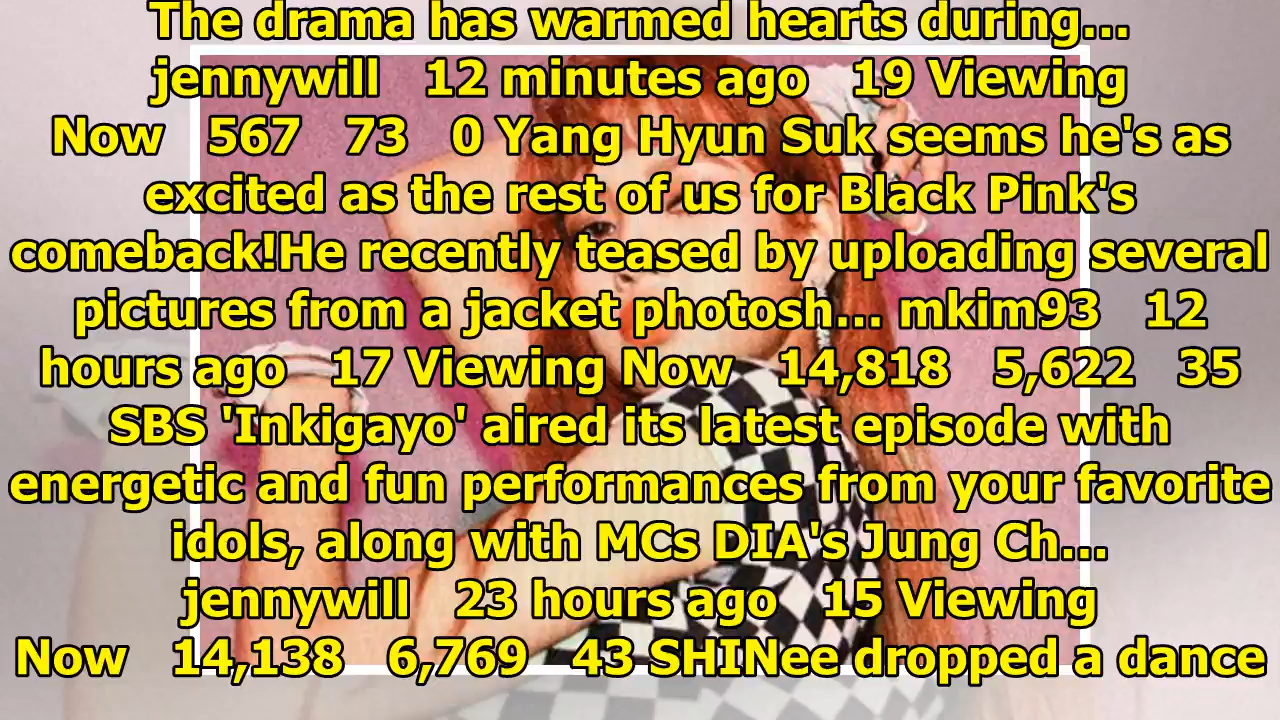 The drama has warmed hearts during...
jennywill 12 minutes ago 19 Viewing
Now 567 73 0 Yang Hyun Suk seems he's as
excited as the rest of us for Black Pink's
comeback!He recently teased by uploading several
pictures from a jacket photosh... mkim93 12
hours ago 17 Viewing Now 14,818 5,622 35
SBS 'Inkigayo' aired its latest episode with
energetic and fun performances from your favorite
idols, along with MCs DIA's Jung Ch...
jennywill 23 hours ago 15 Viewing
Now 14,138 6,769 43 SHINee dropped a dance